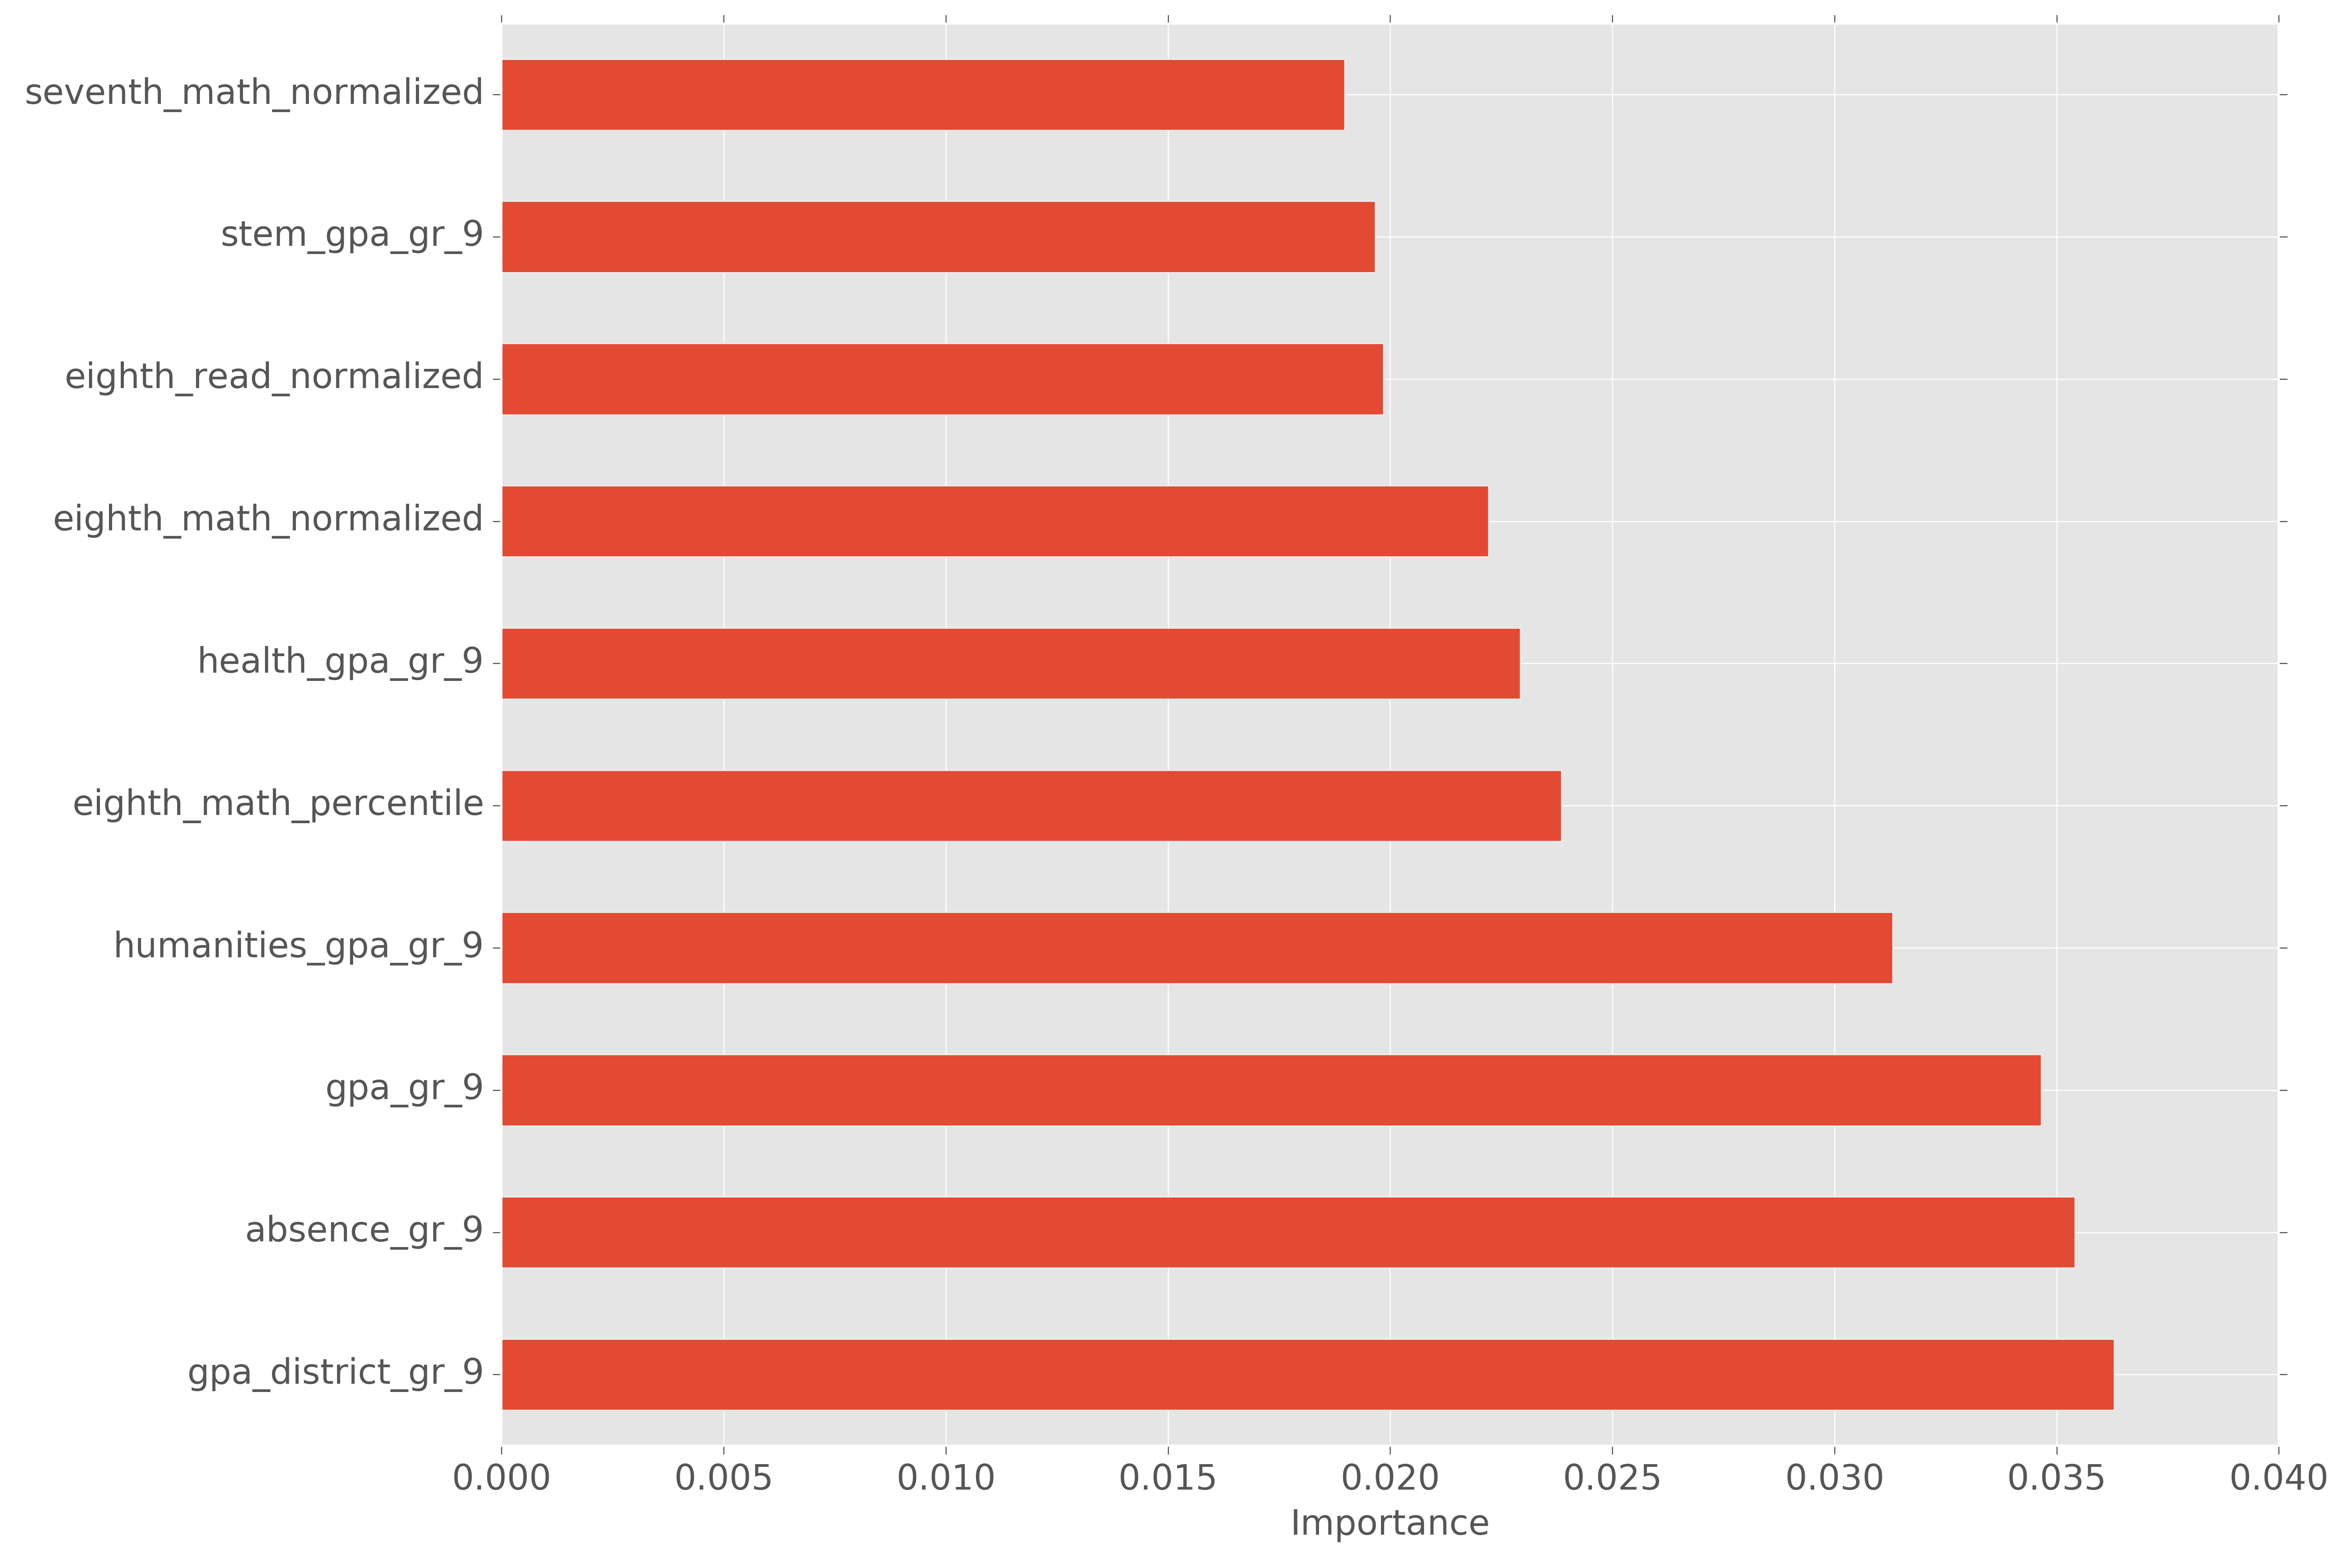 seventh_math_normalized
stem_gpa_gr_9
eighth_read_normalized
eighth_math_normalized
health_gpa_gr_9
eighth_math_percentile
humanities_gpa_gr_9
gpa_gr_9
absence_gr_9
gpa_district_gr_9
0.000 0.005 0.010 0.015 0.020 0.025 0.030 0.035 0.040
Importance